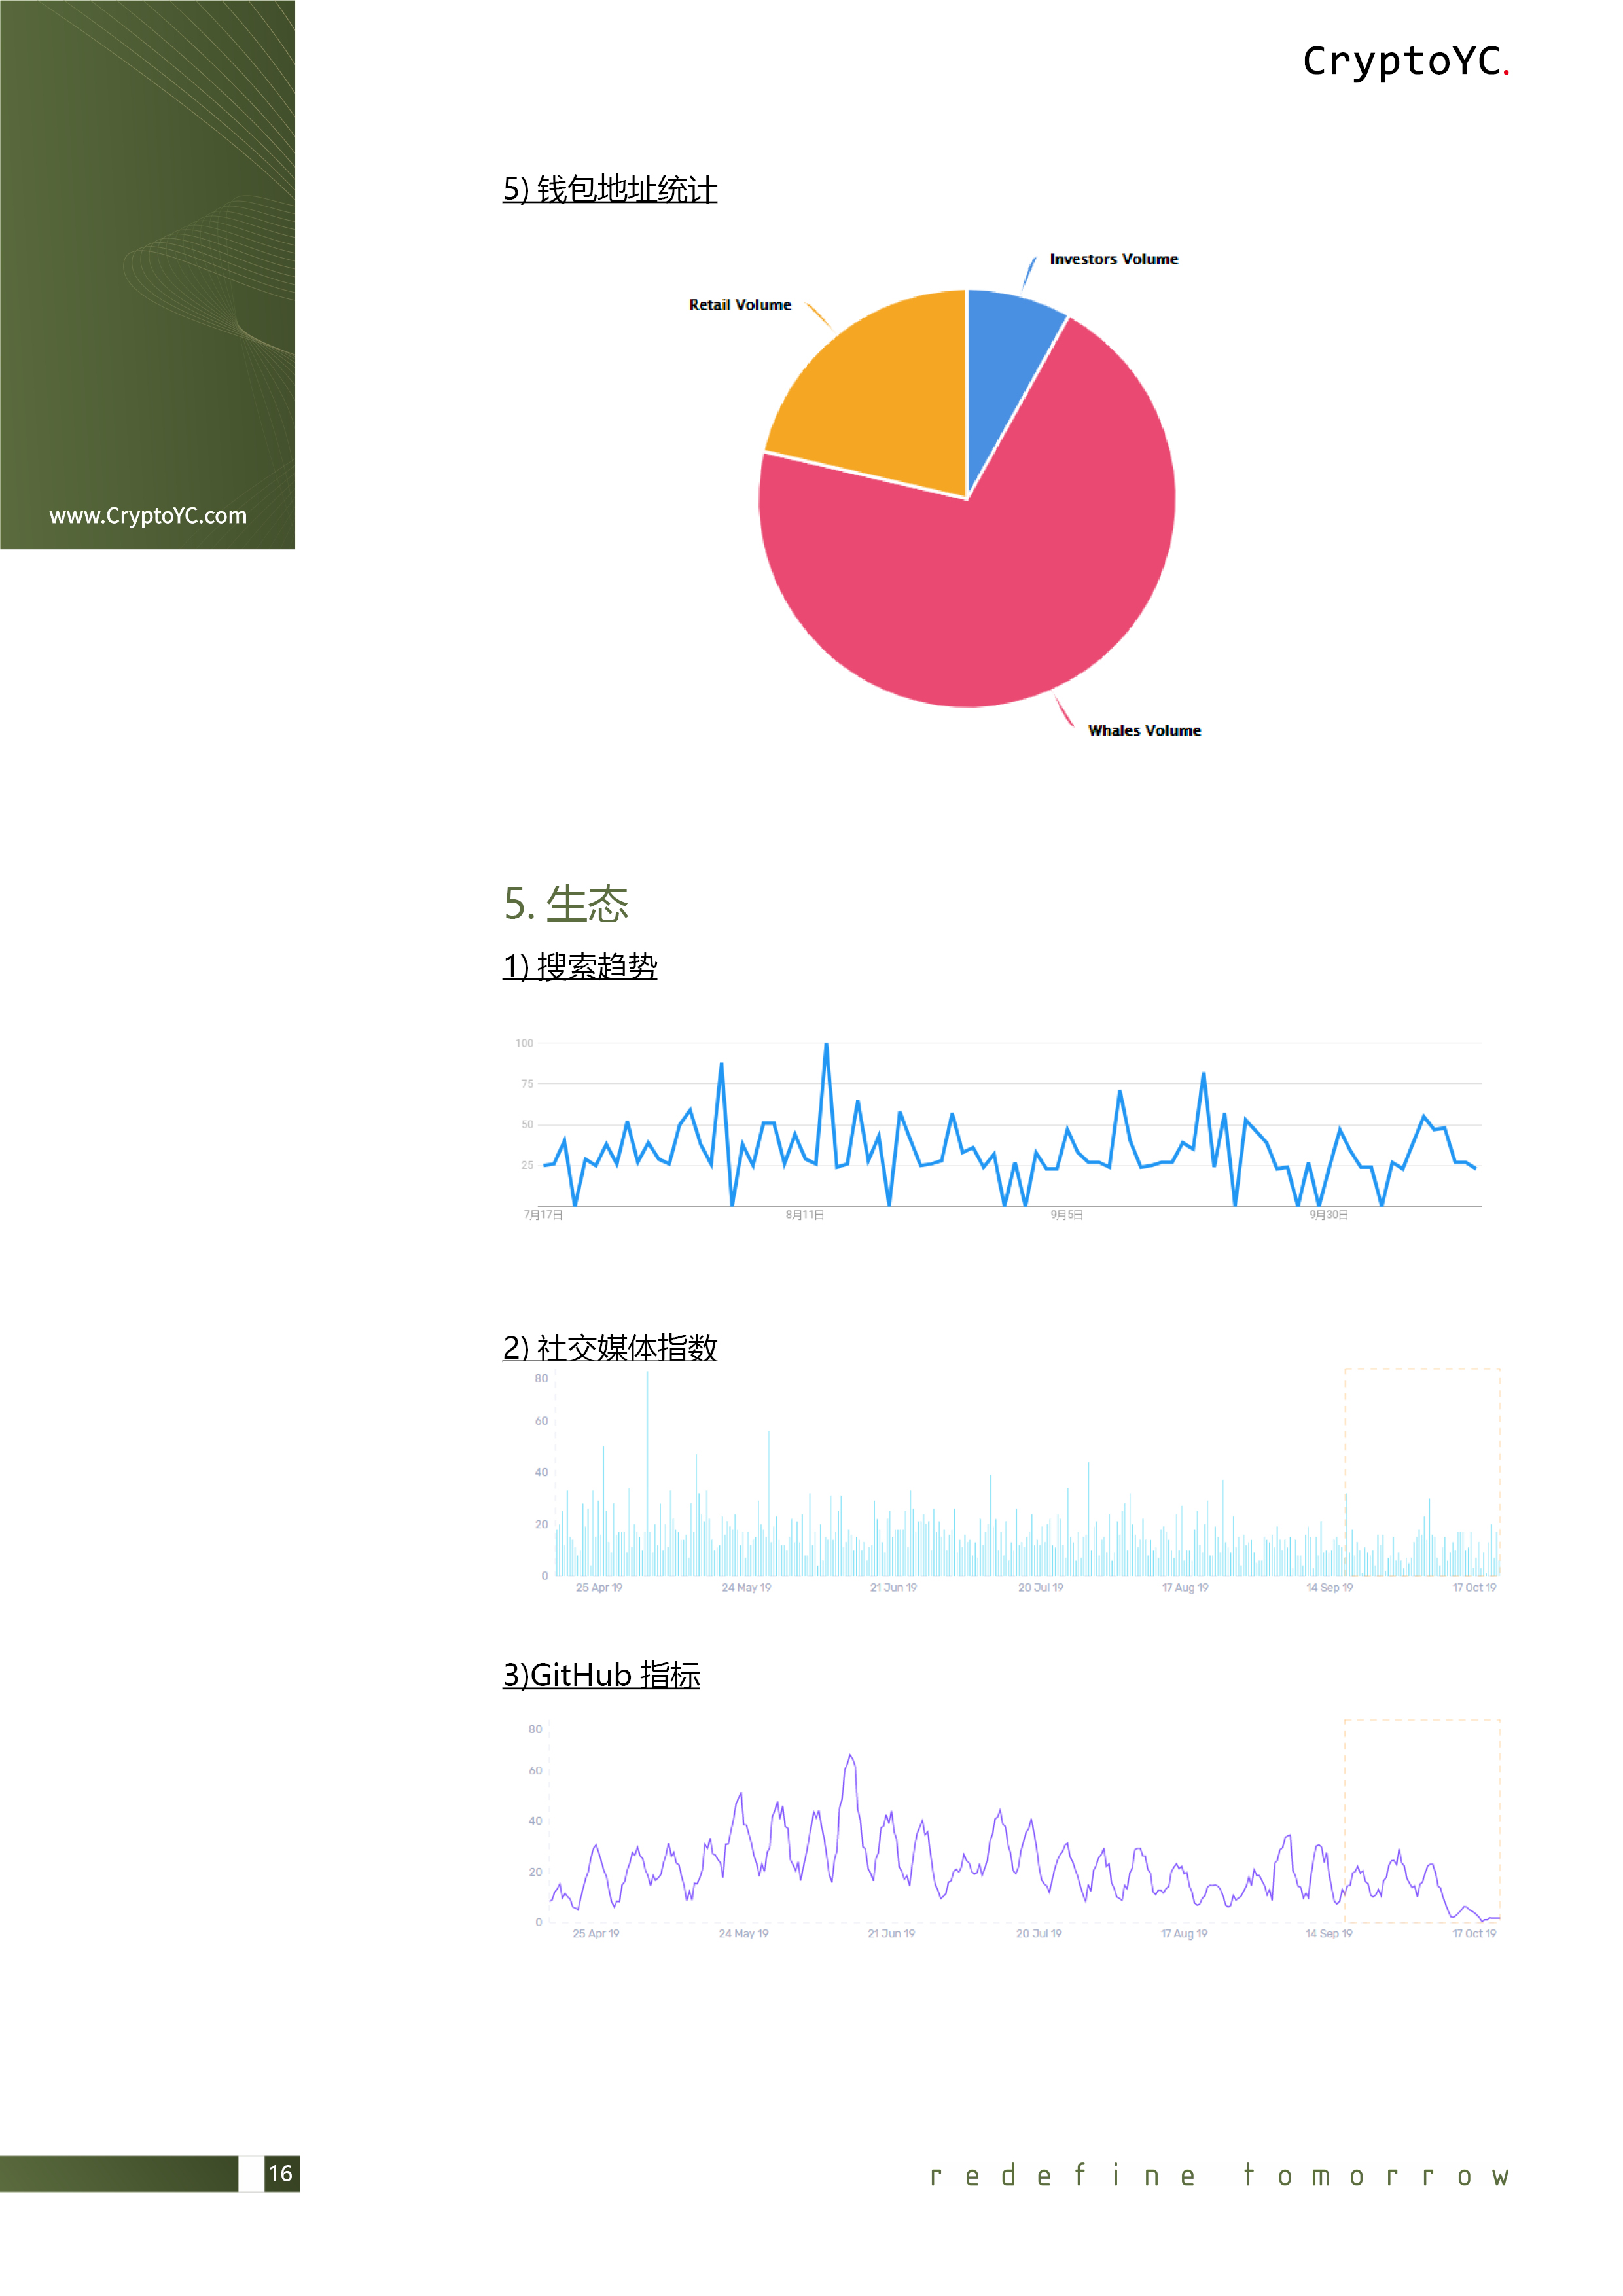 CryptoYC.
www.CryptoYC.com
5) 钱包地址统计
Investors Volume
Retail Volume
Whales Volume
5. 生态
1) 搜索趋势
100
75
50
25
7月17日 8月11日 9月5日 9月30日
2) 社交媒体指数
80
60
40
20
0
25 Apr 19 24 May 19 21 Jun 19 20 Jul 19 17 Aug 19 14 Sep 19 17 Oct 19
3)GitHub 指标
80
60
40
20
0
25 Apr 19 24 May 19 21 Jun 19 20 Jul 19 17 Aug 19 14 Sep 19 17 Oct 19
16
redefine tomorrow